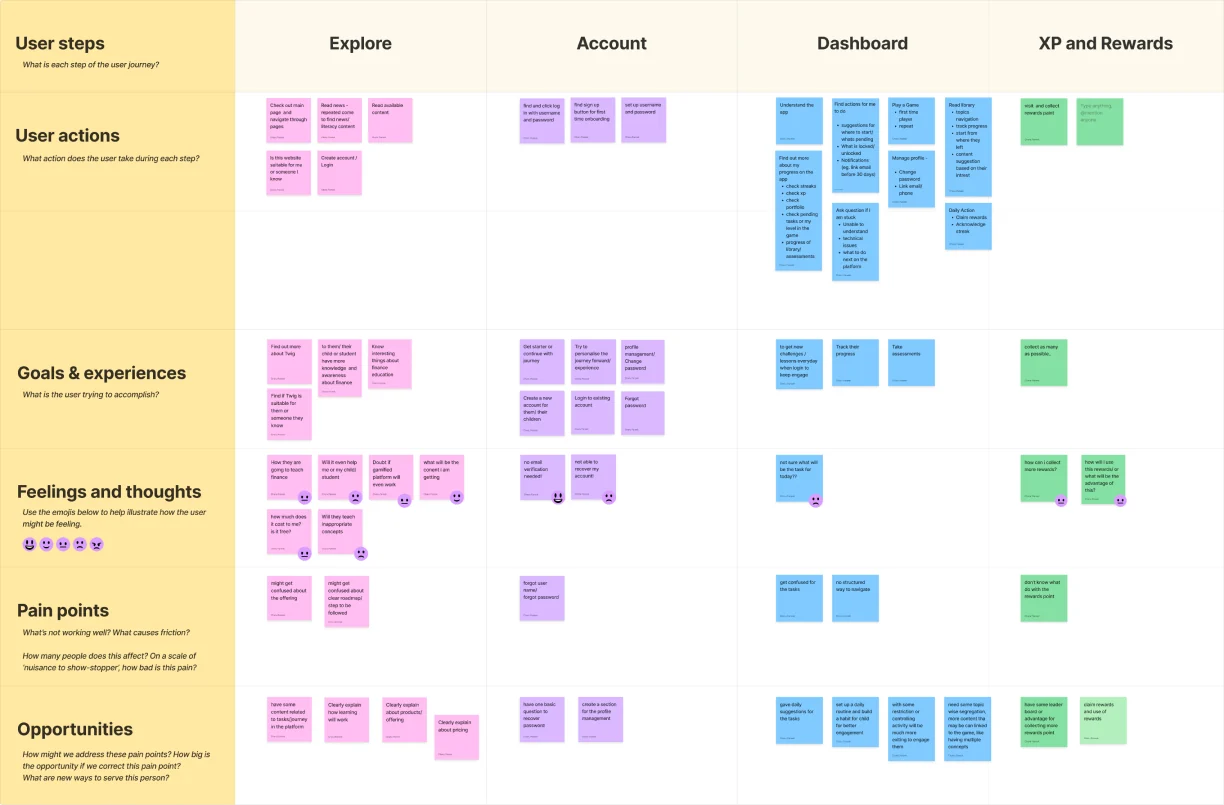 User steps
What is each step of the user journey?
Explore
Account
Dashboard
XP and Rewards
User actions
What action does the user take during each step?
Check out main
page and
navigate through
pages
Read news -
repeated come
to find news/
literacy content
Read available
content
Is this website
suitable for me
or someone I
know
Create account /
Login
find and click log
in with username
and password
find sign up
button for first
time onboarding
set up username
and password
Understand the
app
Find actions for me
to do
• suggestions for
where to start/
whats pending
• What is locked/
unlocked
• Notifications
(eg. link email
before 30 days)
Play a Game
• first time
player
• repeat
Read library
• topics
navigation
• track progress
• start from
where they
left
• content
suggestion
based on their
intrest
Find out more
about my
progress on the
app
• check streaks
• check xp
• check
portfolio
• check pending
tasks or my
level in the
game
• progress of
library/
assessments
Manage profile -
• Change
password
• Link email/
phone
Ask question if I
am stuck
• Unable to
understand
• technical
issues
• what to do
next on the
platform
Daily Action
• Claim rewards
• Acknowledge
streak
visit and collect
rewards point
Type anything,
@mention
anyone
Goals & experiences
What is the user trying to accomplish?
Find out more
about Twig
to them/ their
child or student
have more
knowledge and
awareness
about finance
Know
interesting
things about
finance
education
Find if Twig is
suitable for
them or
someone they
know
Get starter or
continue with
journey
Try to
personalise the
journey forward/
experience
profile
management/
Change
password
Create a new
account for
them/ their
children
Login to existing
account
Forgot
password
to get new
challenges /
lessons everyday
when login to
keep engage
Track their
progress
Take
assessments
collect as many
as possible,
Feelings and thoughts
Use the emojis below to help illustrate how the user
might be feeling.
How they are
going to teach
finance
Will it even help
me or my child/
student
Doubt if
gamified
platform will
even work
what will be the
conent i am
getting
how much does
it cost to me?
is it free?
Will they teach
inappropriate
concepts
no email
verification
needed!
not able to
recover my
account!
not sure what will
be the task for
today??
how can i collect
more rewards?
how will i use
this rewards/ or
what will be the
advantage of
this?
Pain points
What's not working well? What causes friction?
How many people does this affect? On a scale of
'nuisance to show-stopper', how bad is this pain?
might get
confused about
the offering
might get
confused about
clear roadmap/
step to be
followed
forgot user
name/
forgot password
get confused for
the tasks
no structured
way to navigate
don't know what
do with the
rewards point
Opportunities
How might we address these pain points? How big is
the opportunity if we correct this pain point?
What are new ways to serve this person?
have some
content related
to tasks/journey
in the platform
Clearly explain
how learning
will work
Clearly explain
about products/
offering
Clearly explain
about pricing
have one basic
question to
recover
password
create a section
for the profile
management
gave daily
suggestions for
the tasks
set up a daily
routine and build
a habit for child
for better
engagement
with some
restriction or
controlling
activity will be
much more
exiting to engage
them
need some topic
wise segregation,
more content tha
may be can linked
to the game, like
having multiple
concepts
have some leader
board or
advantage for
collecting more
rewards point
claim rewards
and use of
rewards